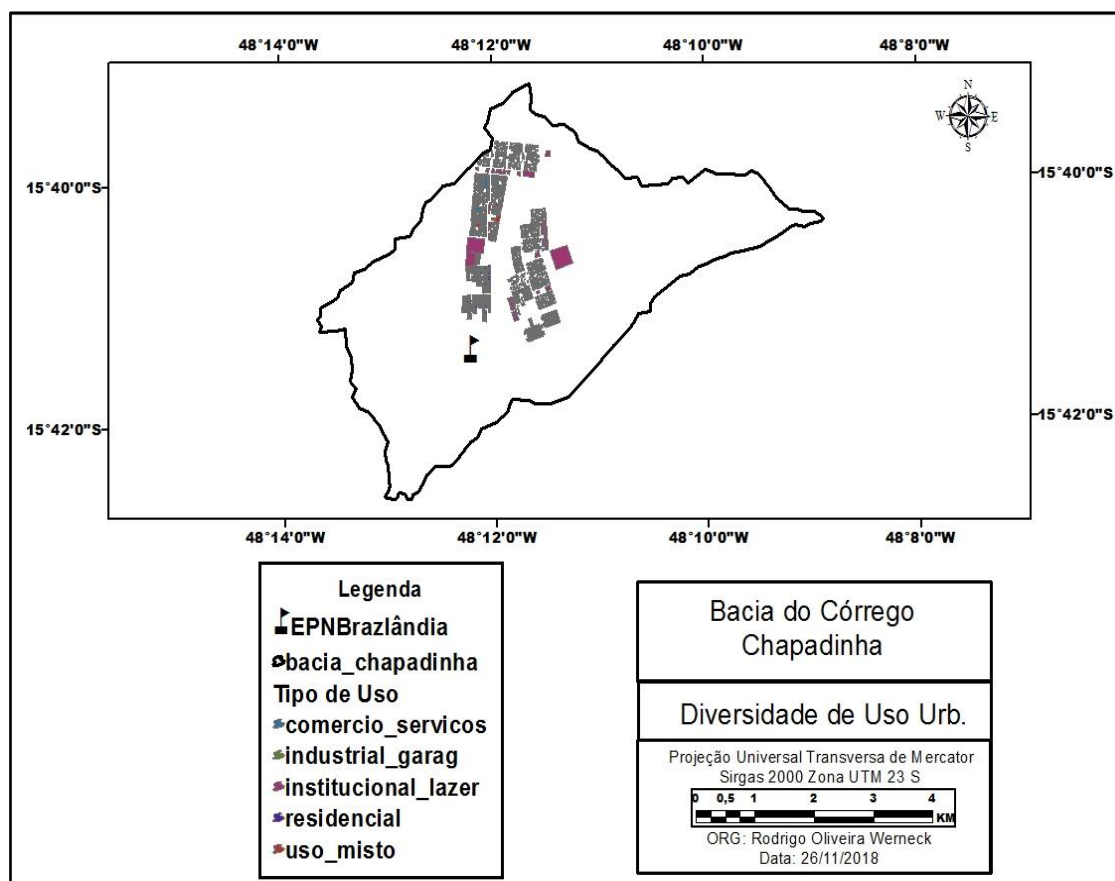 48°14'0"W 48°12'0"W 48°10'0"W 48°8'0"W
N
W E
S
15°40'0"S 15°40'0"S
15°42'0"S 15°42'0"S
48°14'0"W 48°12'0"W 48°10'0"W 48°8'0"W
Legenda
EPNBrazlândia
bacia_chapadinha
Tipo de Uso
comercio_servicos
industrial_garag
institucional_lazer
residencial
uso_misto
Bacia do Córrego
Chapadinha
Diversidade de Uso Urb.
Projeção Universal Transversa de Mercator
Sirgas 2000 Zona UTM 23 S
0 0,5 1 2 3 4
KM
ORG: Rodrigo Oliveira Werneck
Data: 26/11/2018